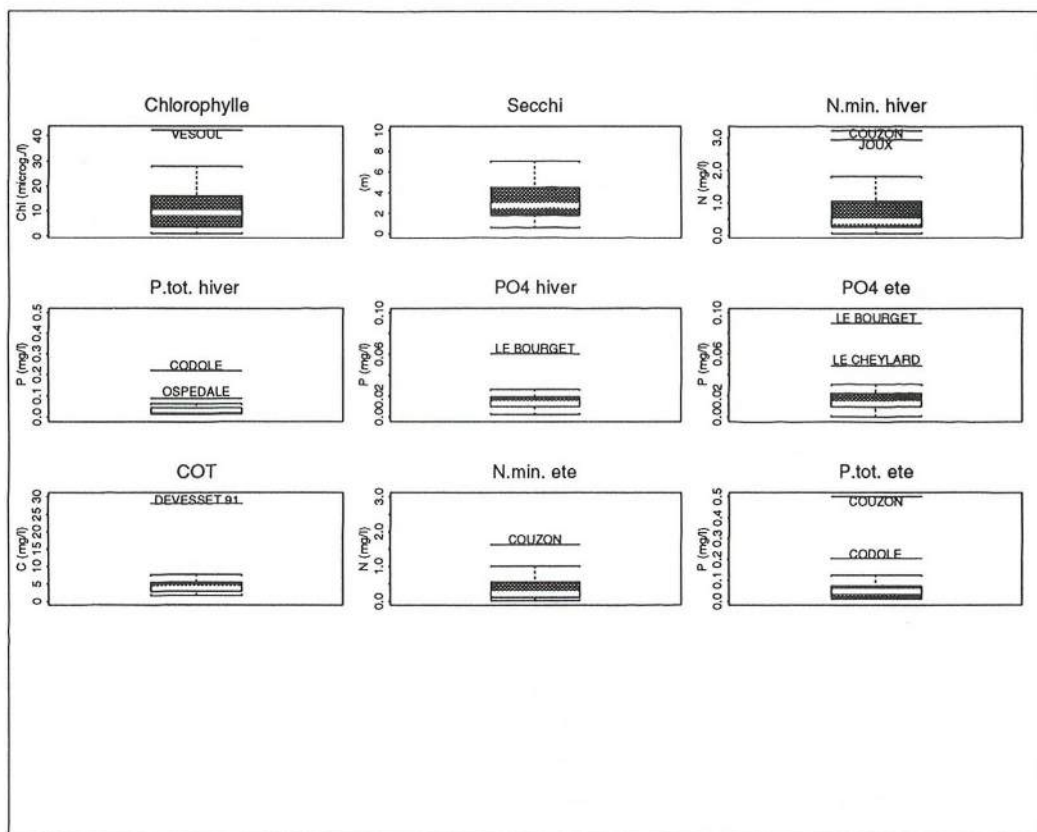 Chlorophylle
Chl (microg./l)
0 10 20 30 40
VESOUL
Secchi
(m)
0 2 4 6 8 10
N.min. hiver
N (mg/l)
0.0 1.0 2.0 3.0
COUZON
JOUX
P.tot. hiver
P (mg/l)
0.0 0.1 0.2 0.3 0.4 0.5
CODOLE
OSPEDALE
PO4 hiver
P (mg/l)
0.0 0.02 0.06 0.10
LE BOURGET
PO4 ete
P (mg/l)
0.0 0.02 0.06 0.10
LE BOURGET
LE CHEYLARD
COT
C (mg/l)
0 5 10 15 20 25 30
DEVESSET 91
N.min. ete
N (mg/l)
0.0 1.0 2.0 3.0
COUZON
P.tot. ete
P (mg/l)
0.0 0.1 0.2 0.3 0.4 0.5
COUZON
CODOLE